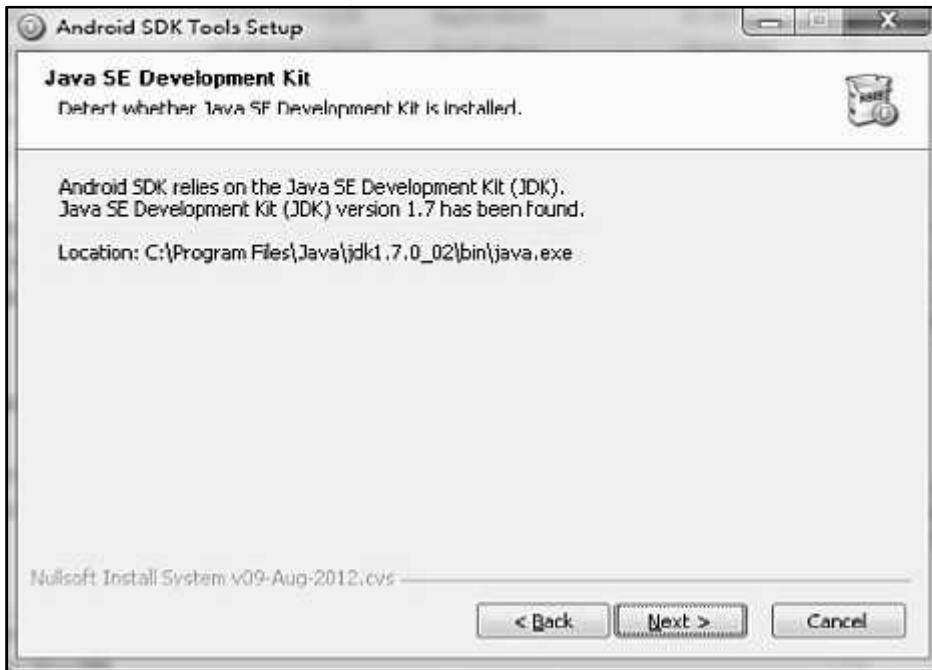 Android SDK Tools Setup
Java SE Development Kit
Detect whether Java SE Development Kit is installed.
Android SDK relies on the Java SE Development Kit (JDK).
Java SE Development Kit (JDK) version 1.7 has been found.
Location: C:\Program Files\Java\jdk1.7.0_02\bin\java.exe
Nullsoft Install System v09-Aug-2012.cvs
< Back Next > Cancel